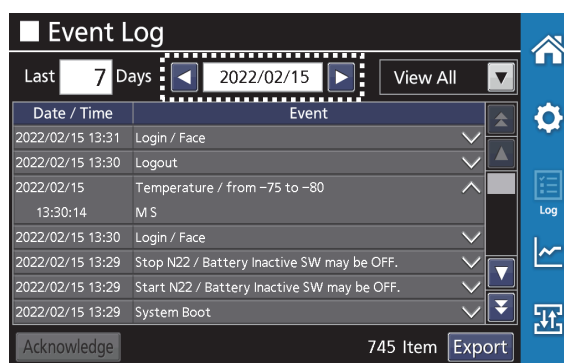 Event Log
Last 7 Days 2022/02/15 View All
Date / Time Event
2022/02/15 13:31 Login / Face
2022/02/15 13:30 Logout
2022/02/15 Temperature / from −75 to −80
13:30:14 M S
2022/02/15 13:30 Login / Face
2022/02/15 13:29 Stop N22 / Battery Inactive SW may be OFF.
2022/02/15 13:29 Start N22 / Battery Inactive SW may be OFF.
2022/02/15 13:29 System Boot
Log
Acknowledge 745 Item Export